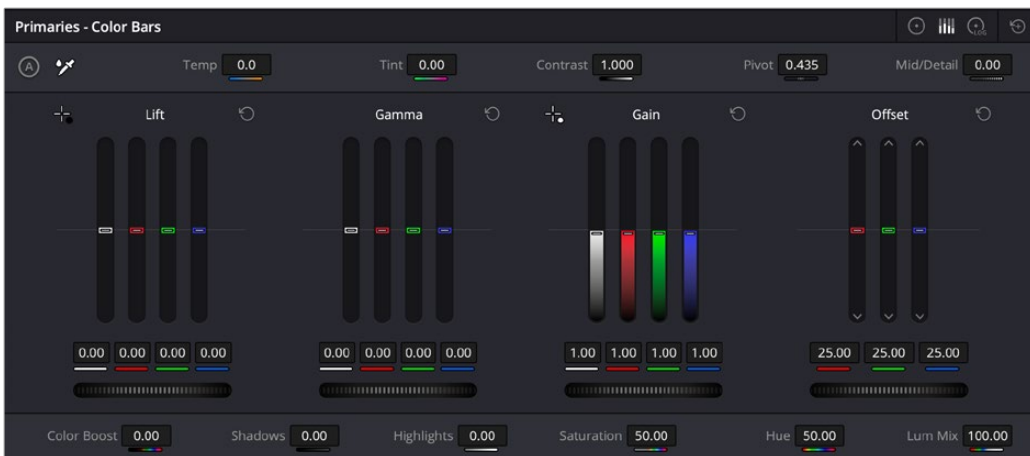 Primaries - Color Bars
LOG
A Temp 0.0 Tint 0.00 Contrast 1.000 Pivot 0.435 Mid/Detail 0.00
Lift Gamma Gain Offset
0.00 0.00 0.00 0.00 0.00 0.00 0.00 0.00 1.00 1.00 1.00 1.00 25.00 25.00 25.00
Color Boost 0.00 Shadows 0.00 Highlights 0.00 Saturation 50.00 Hue 50.00 Lum Mix 100.00